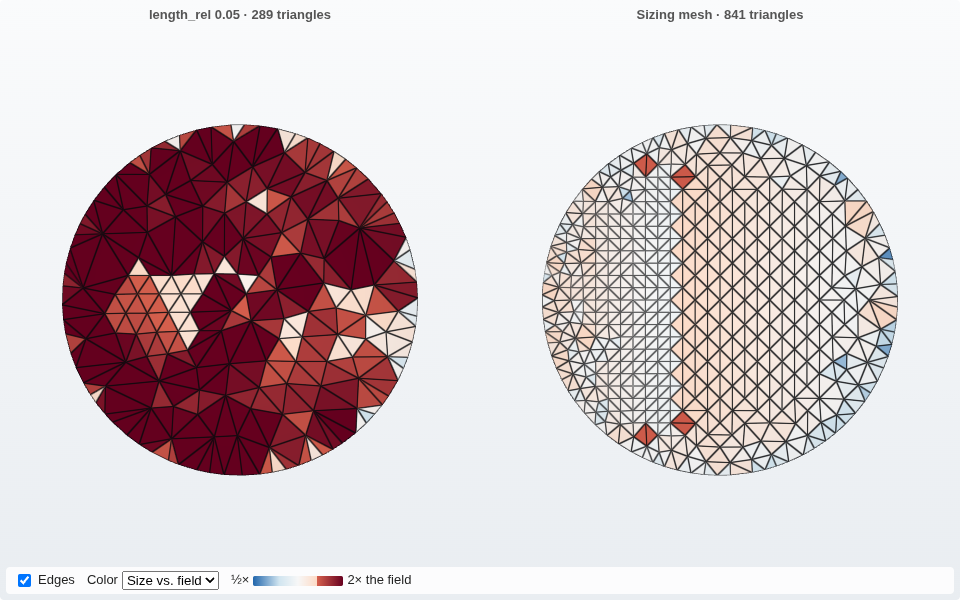 length_rel 0.05 · 289 triangles
Sizing mesh · 841 triangles
Edges Color Size vs. field ½× 2× the field